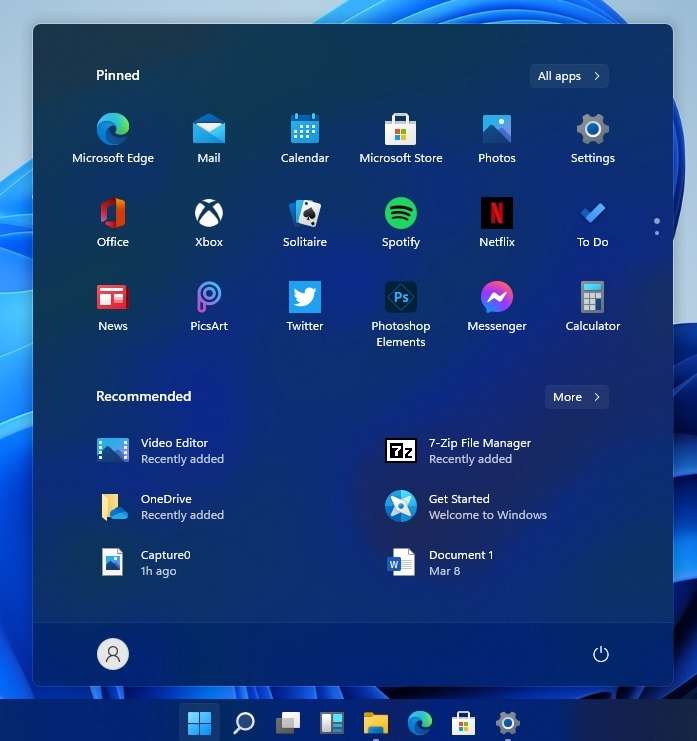 Pinned
All apps
Microsoft Edge
Mail
Calendar
Microsoft Store
Photos
Settings
Office
Xbox
Solitaire
Spotify
Netflix
To Do
News
PicsArt
Twitter
Ps
Photoshop
Elements
Messenger
Calculator
Recommended
More
Video Editor
Recently added
7z
7-Zip File Manager
Recently added
OneDrive
Recently added
Get Started
Welcome to Windows
Capture0
1h ago
W
Document 1
Mar 8